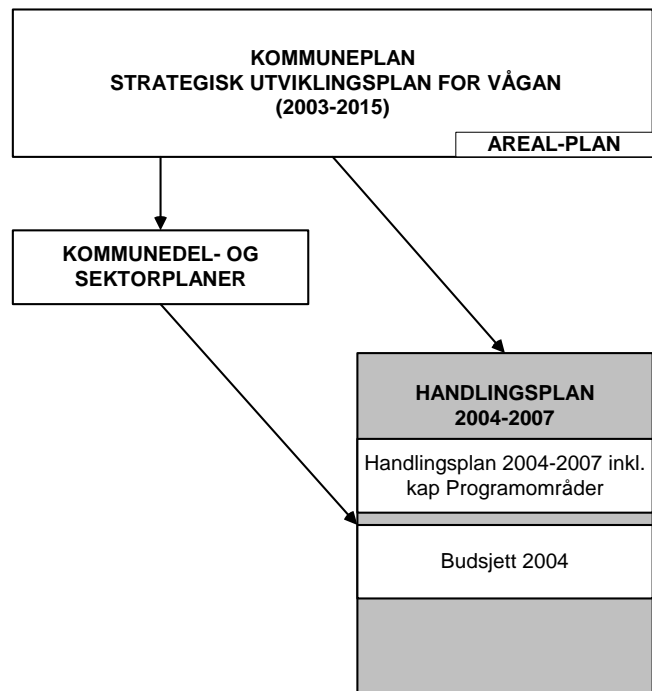 KOMMUNEPLAN
STRATEGISK UTVIKLINGSPLAN FOR VÅGAN
(2003-2015)
AREAL-PLAN
KOMMUNEDEL- OG
SEKTORPLANER
HANDLINGSPLAN
2004-2007
Handlingsplan 2004-2007 inkl.
kap Programområder
Budsjett 2004